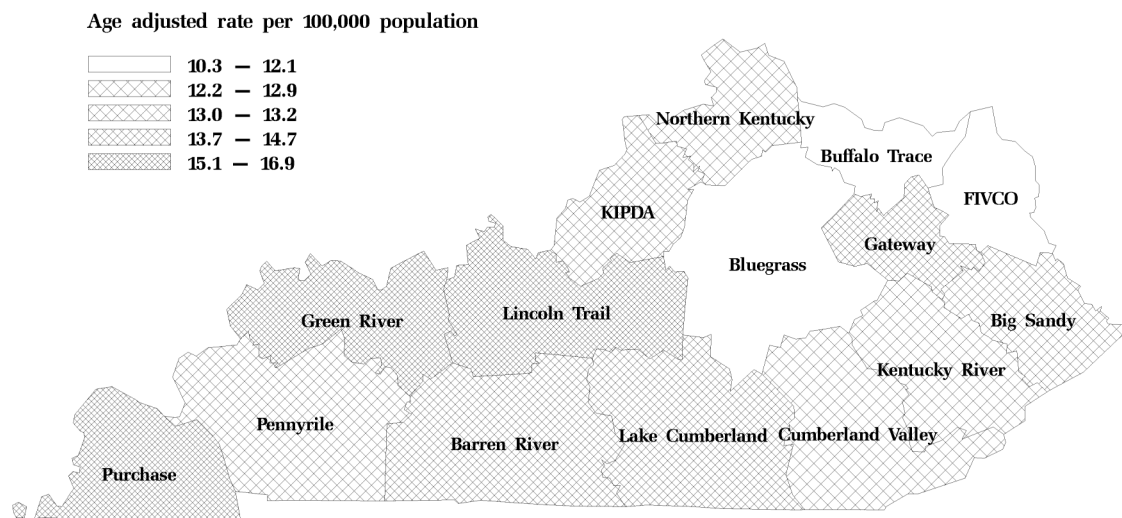 Age adjusted rate per 100,000 population
10.3 – 12.1
12.2 – 12.9
13.0 – 13.2
13.7 – 14.7
15.1 – 16.9
Northern Kentucky
Buffalo Trace
FIVCO
KIPDA
Gateway
Bluegrass
Lincoln Trail
Green River
Big Sandy
Kentucky River
Pennyrile
Barren River
Lake Cumberland
Cumberland Valley
Purchase